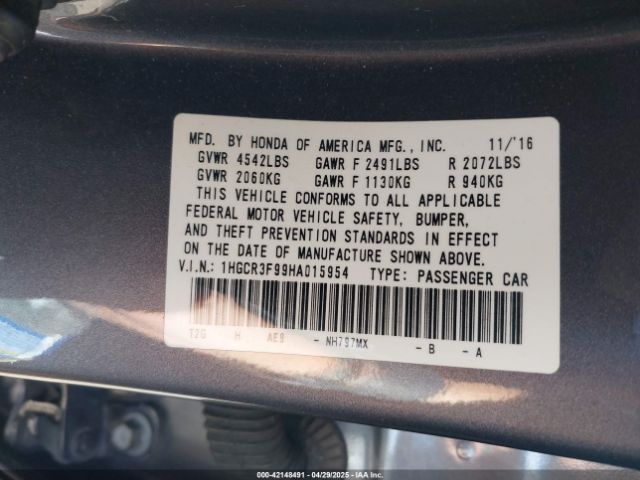 MFD. BY HONDA OF AMERICA MFG., INC. 11/'16
GVWR 4542LBS GAWR F 2491LBS R 2072LBS
GVWR 2060KG GAWR F 1130KG R 940KG
THIS VEHICLE CONFORMS TO ALL APPLICABLE
FEDERAL MOTOR VEHICLE SAFETY, BUMPER,
AND THEFT PREVENTION STANDARDS IN EFFECT
ON THE DATE OF MANUFACTURE SHOWN ABOVE.
V.I.N.: 1HGCR3F99HA015954 TYPE: PASSENGER CAR
T2G H AE9 - NH797MX - B - A
000-42148491 - 04/29/2025 - IAA Inc.